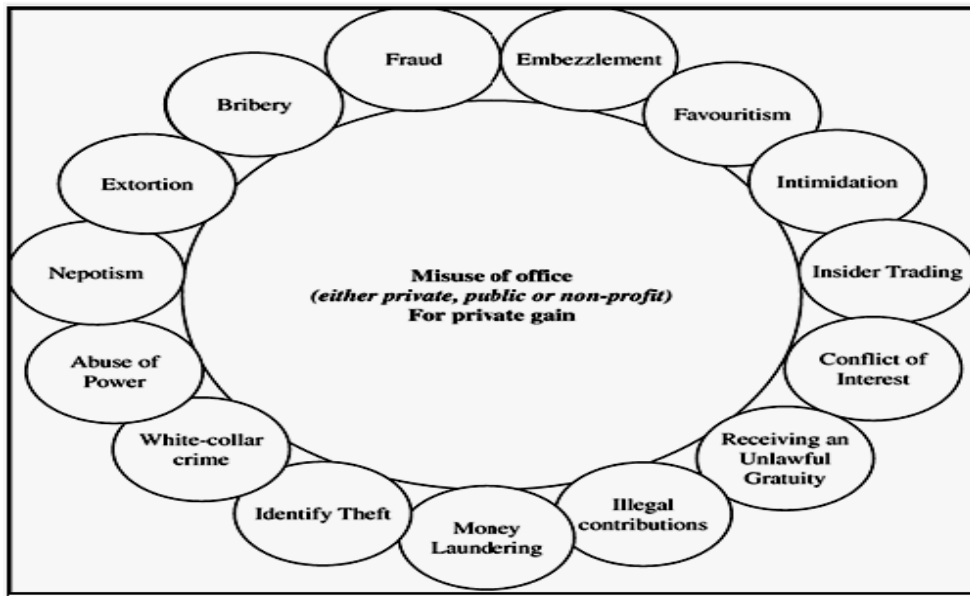 Fraud
Embezzlement
Bribery
Favouritism
Extortion
Intimidation
Nepotism
Insider Trading
Misuse of office
(either private, public or non-profit)
For private gain
Abuse of
Power
Conflict of
Interest
White-collar
crime
Receiving an
Unlawful
Gratuity
Identify Theft
Money
Laundering
Illegal
contributions